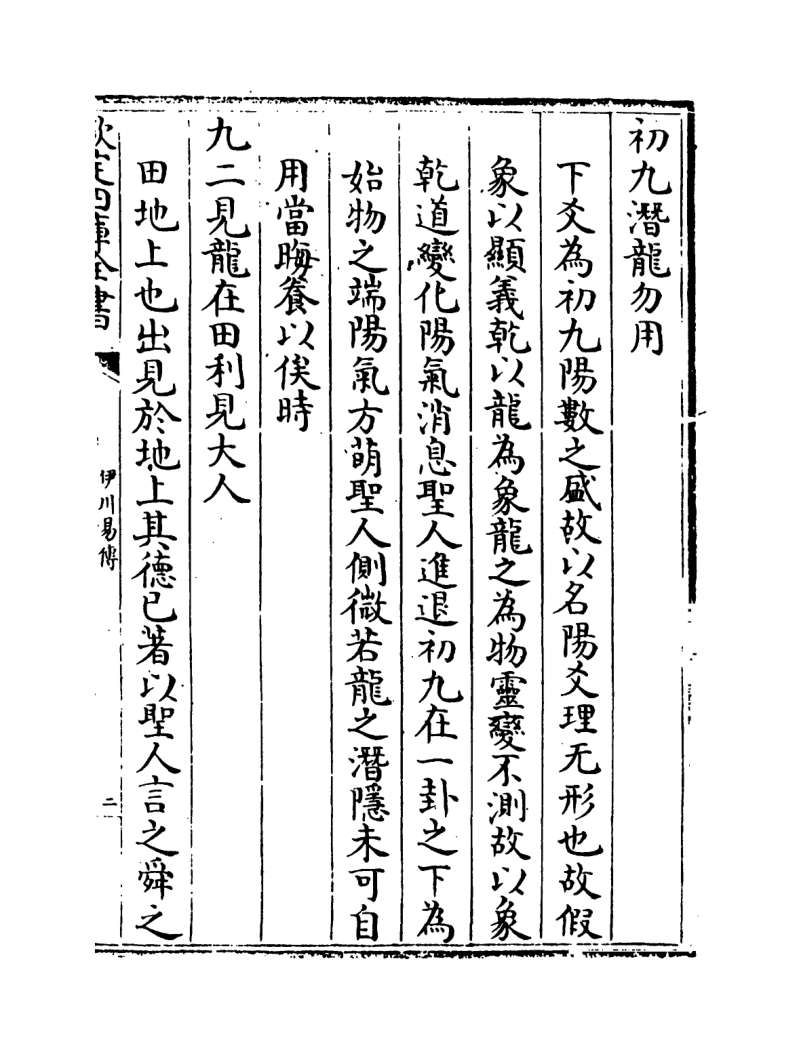 初九潛龍勿用
下爻為初九陽數之盛故以名陽爻理无形也故假
象以顯義乾以龍為象龍之為物靈變不測故以象
乾道變化陽氣消息聖人進退初九在一卦之下為
始物之端陽氣方萌聖人側微若龍之潛隱未可自
用當晦養以俟時
九二見龍在田利見大人
田地上也出見於地上其德已著以聖人言之舜之
欽定四庫全書
伊川易傳
二